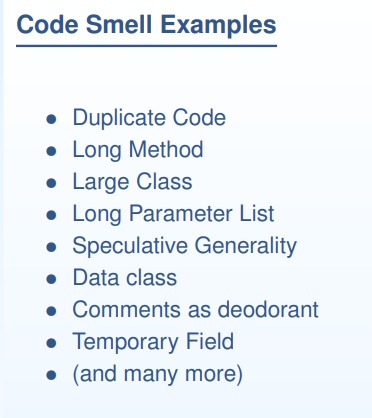 Code Smell Examples
● Duplicate Code
● Long Method
● Large Class
● Long Parameter List
● Speculative Generality
● Data class
● Comments as deodorant
● Temporary Field
● (and many more)